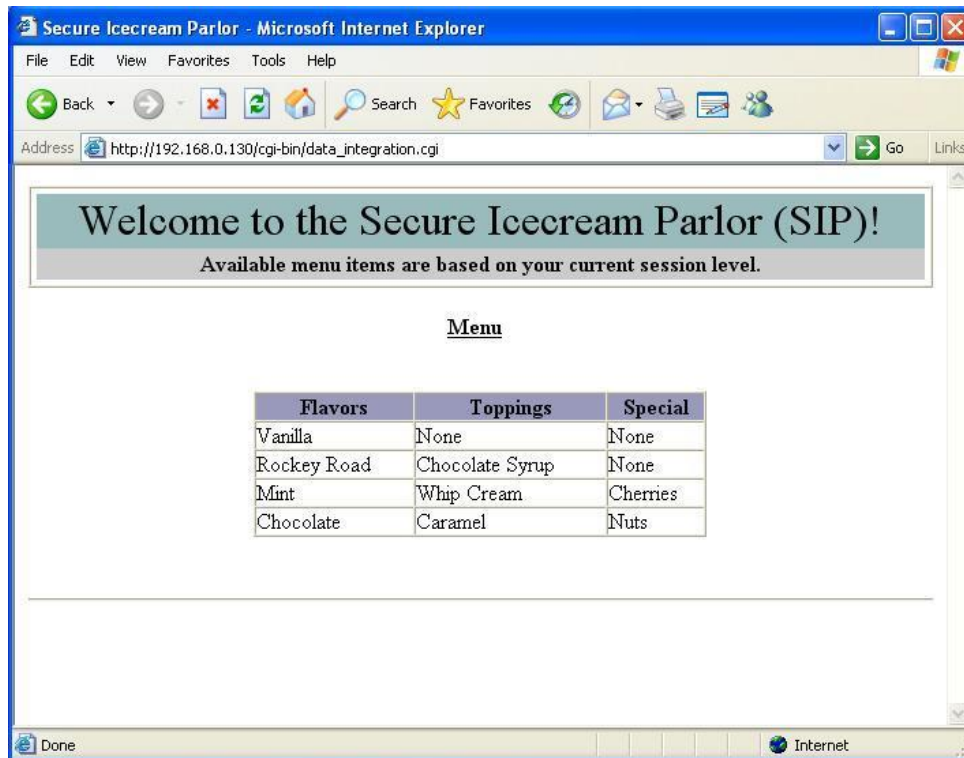 Secure Icecream Parlor - Microsoft Internet Explorer
File Edit View Favorites Tools Help
Back Search Favorites
Address http://192.168.0.130/cgi-bin/data_integration.cgi Go Links
Welcome to the Secure Icecream Parlor (SIP)!
Available menu items are based on your current session level.
Menu
Flavors Toppings Special
Vanilla None None
Rockey Road Chocolate Syrup None
Mint Whip Cream Cherries
Chocolate Caramel Nuts
Done Internet